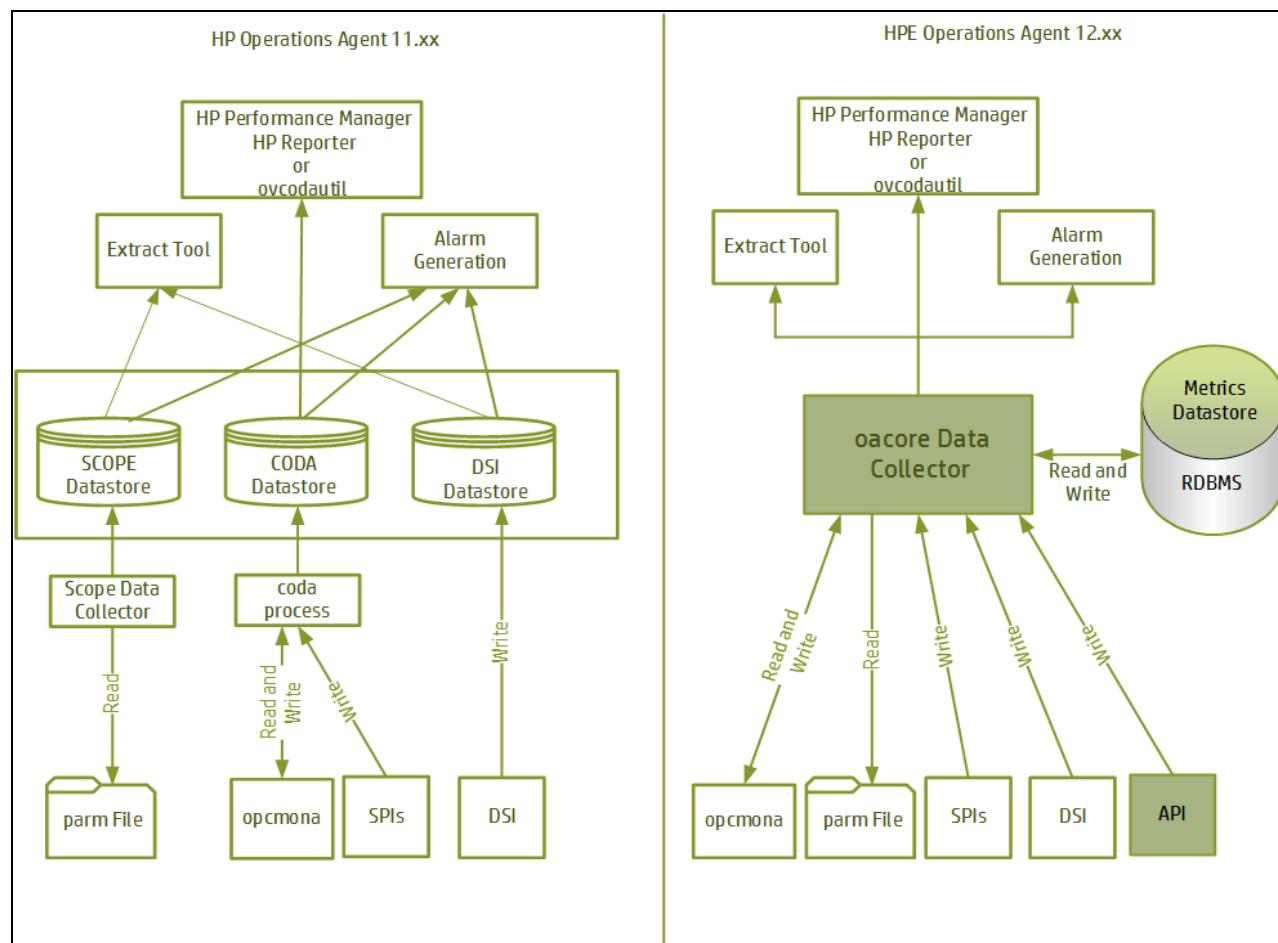 HP Operations Agent 11.xx
HP Performance Manager
HP Reporter
or
ovcodautil
Extract Tool
Alarm
Generation
SCOPE
Datastore
CODA
Datastore
DSI
Datastore
Scope Data
Collector
coda
process
Read
Read and
Write
Write
Write
parm File
opcmona
SPIs
DSI
HPE Operations Agent 12.xx
HP Performance Manager
HP Reporter
or
ovcodautil
Extract Tool
Alarm
Generation
oacore Data
Collector
Read and
Write
Metrics
Datastore
RDBMS
Read and
Write
Read
Write
Write
Write
opcmona
parm File
SPIs
DSI
API